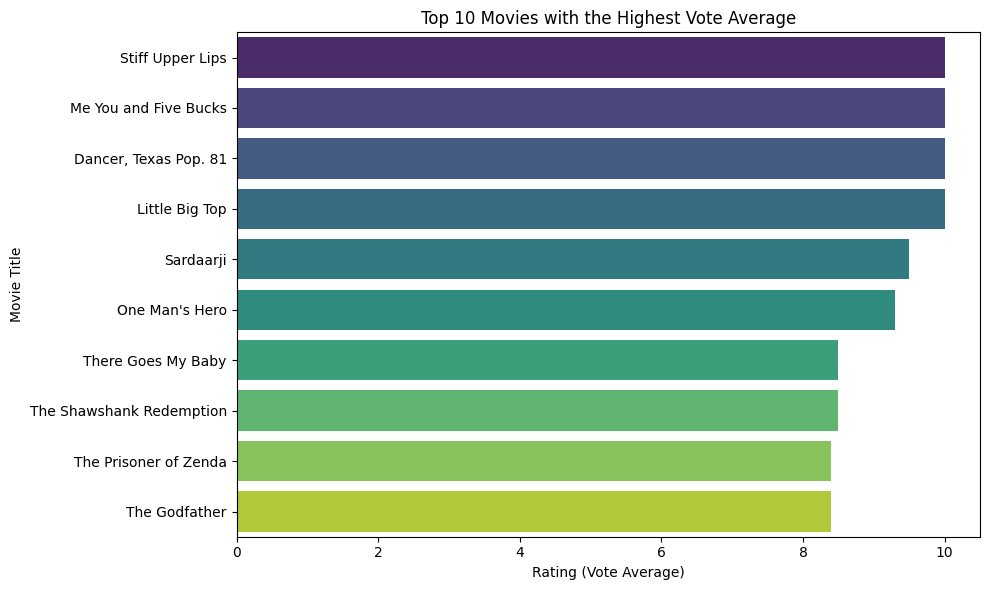 Top 10 Movies with the Highest Vote Average
Movie Title
Stiff Upper Lips
Me You and Five Bucks
Dancer, Texas Pop. 81
Little Big Top
Sardaarji
One Man's Hero
There Goes My Baby
The Shawshank Redemption
The Prisoner of Zenda
The Godfather
0 2 4 6 8 10
Rating (Vote Average)